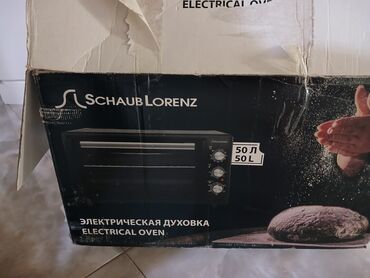 ELECTRICAL OVEN
SCHAUB LORENZ
50 Л
50 L
ЭЛЕКТРИЧЕСКАЯ ДУХОВКА
ELECTRICAL OVEN